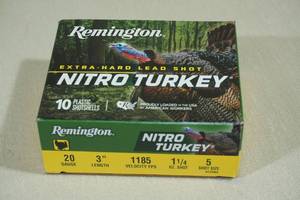 Remington
EXTRA-HARD LEAD SHOT
NITRO TURKEY
10 PLASTIC SHOTSHELLS
PROUDLY LOADED IN THE USA
BY AMERICAN WORKERS
Remington
NITRO
TURKEY
20 3" 1185 1 1/4 5
GAUGE LENGTH VELOCITY FPS OZ. SHOT SHOT SIZE